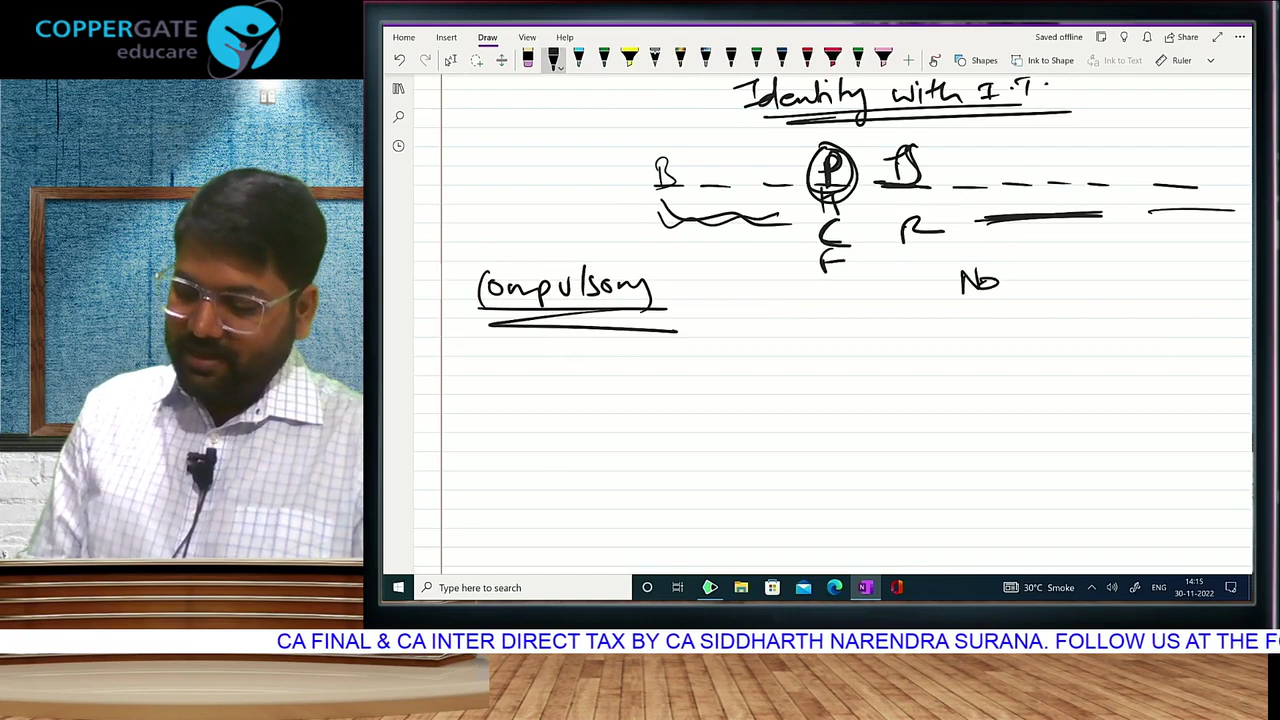 COPPERGATE
educare
Home Insert Draw View Help
Saved offline Share
Shapes Ink to Shape Ink to Text Ruler
Identity with I.T.
B P
H
C R
F
Compulsory No
Type here to search
30°C Smoke ENG 14:15
30-11-2022
CA FINAL & CA INTER DIRECT TAX BY CA SIDDHARTH NARENDRA SURANA. FOLLOW US AT THE FO